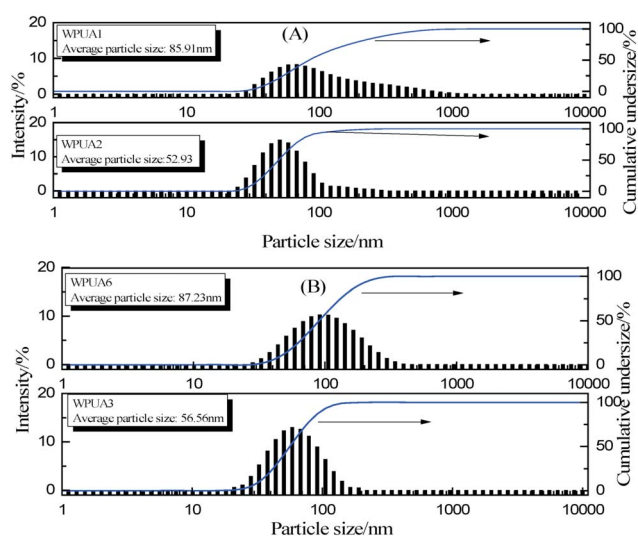 (A)
WPUA1
Average particle size: 85.91nm
20
10
0
100
50
0
1 10 100 1000 10000
WPUA2
Average particle size:52.93
20
10
0
100
50
0
1 10 100 1000 10000
Intensity/%
Cumulative undersize/%
Particle size/nm
(B)
WPUA6
Average particle size: 87.23nm
20
10
0
100
50
0
1 10 100 1000 10000
WPUA3
Average particle size: 56.56nm
20
10
0
100
50
0
1 10 100 1000 10000
Intensity/%
Cumulative undersize/%
Particle size/nm